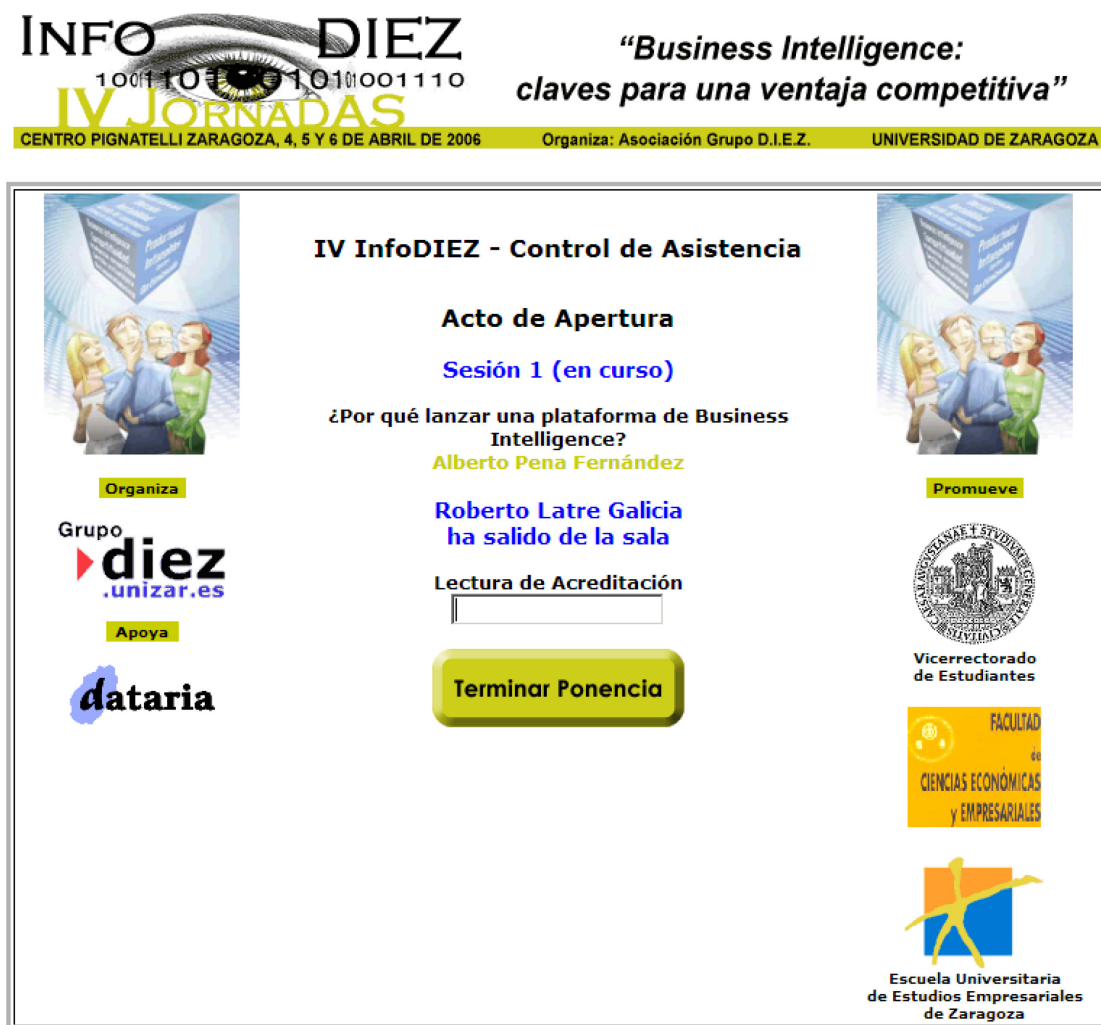 INFO DIEZ
10011010101010011110
IV JORNADAS
“Business Intelligence:
claves para una ventaja competitiva”
CENTRO PIGNATELLI ZARAGOZA, 4, 5 Y 6 DE ABRIL DE 2006 Organiza: Asociación Grupo D.I.E.Z. UNIVERSIDAD DE ZARAGOZA
IV InfoDIEZ - Control de Asistencia
Acto de Apertura
Sesión 1 (en curso)
¿Por qué lanzar una plataforma de Business
Intelligence?
Alberto Pena Fernández
Roberto Latre Galicia
ha salido de la sala
Lectura de Acreditación
Terminar Ponencia
Organiza
Grupo
diez
.unizar.es
Apoya
dataria
Promueve
Vicerrectorado
de Estudiantes
FACULTAD
de
CIENCIAS ECONÓMICAS
y EMPRESARIALES
Escuela Universitaria
de Estudios Empresariales
de Zaragoza